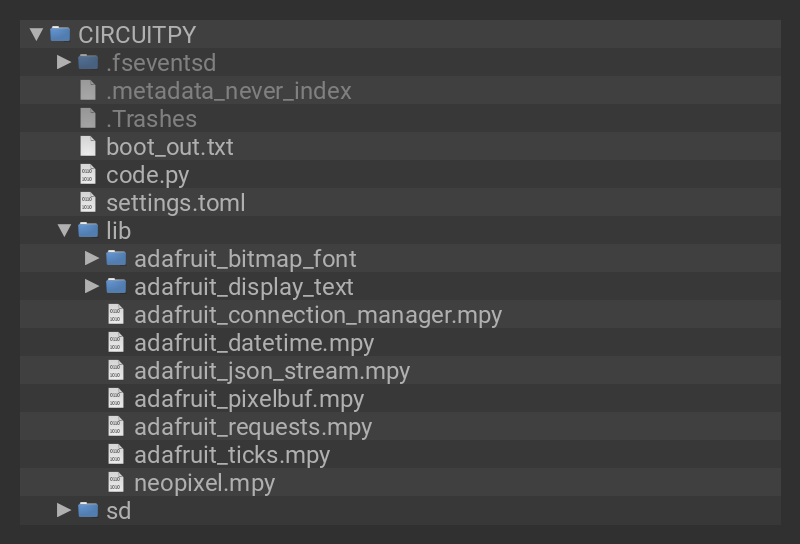 CIRCUITPY
.fseventsd
.metadata_never_index
.Trashes
boot_out.txt
code.py
settings.toml
lib
adafruit_bitmap_font
adafruit_display_text
adafruit_connection_manager.mpy
adafruit_datetime.mpy
adafruit_json_stream.mpy
adafruit_pixelbuf.mpy
adafruit_requests.mpy
adafruit_ticks.mpy
neopixel.mpy
sd